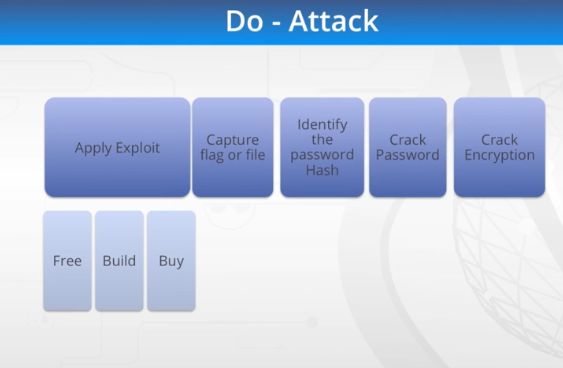 Do - Attack
Apply Exploit
Capture
flag or file
Identify
the
password
Hash
Crack
Password
Crack
Encryption
Free
Build
Buy